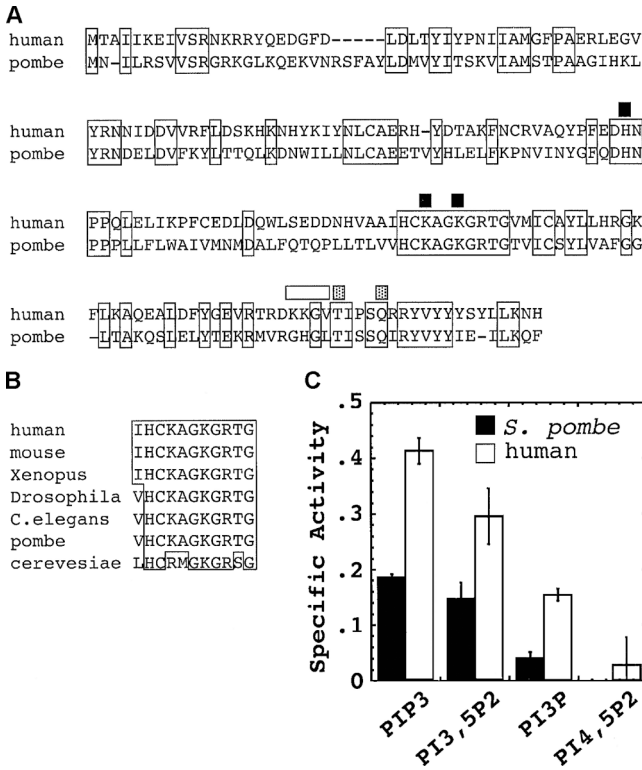 A
human MTAIIKEIVSRNKRRYQEDGFD-----LDLTYIYPNIIAMGFPAERLEGV
pombe MN-ILRSVVSRGRKGLKQEKVNRSFAYLDMVYITSKVIAMSTPAAGIHKL
human YRNNIDDVVRFLDSKHKNHYKIYNLCAERH-YDTAKFNCRVAQYPFEDHN
pombe YRNDELDVFKYLTTQLKDNWILLNLCAEETVYHLELFKPNVINYGFQDHN
human PPQLELIKPFCEDLDQWLSEDDNHVAAIHCKAGKGRTGVMICAYLLHRGK
pombe PPPLLFLWAIVMNMDALFQTQPLLTLVVHCKAGKGRTGTVICSYLVAFGG
human FLKAQEALDFYGEVRTRDKKGVTIPSQRRYVYYYSYLLKNH
pombe -LTAKQSLELYTEKRMVRGHGLTISSQIRYVYYIE-ILKQF
B
human IHCKAGKGRTG
mouse IHCKAGKGRTG
Xenopus IHCKAGKGRTG
Drosophila VHCKAGKGRTG
C.elegans VHCKAGKGRTG
pombe VHCKAGKGRTG
cerevesiae LHCRMGKGRSG
C
Specific Activity
.5
.4
.3
.2
.1
0
S. pombe
human
PIP3
PI3,5P2
PI3P
PI4,5P2